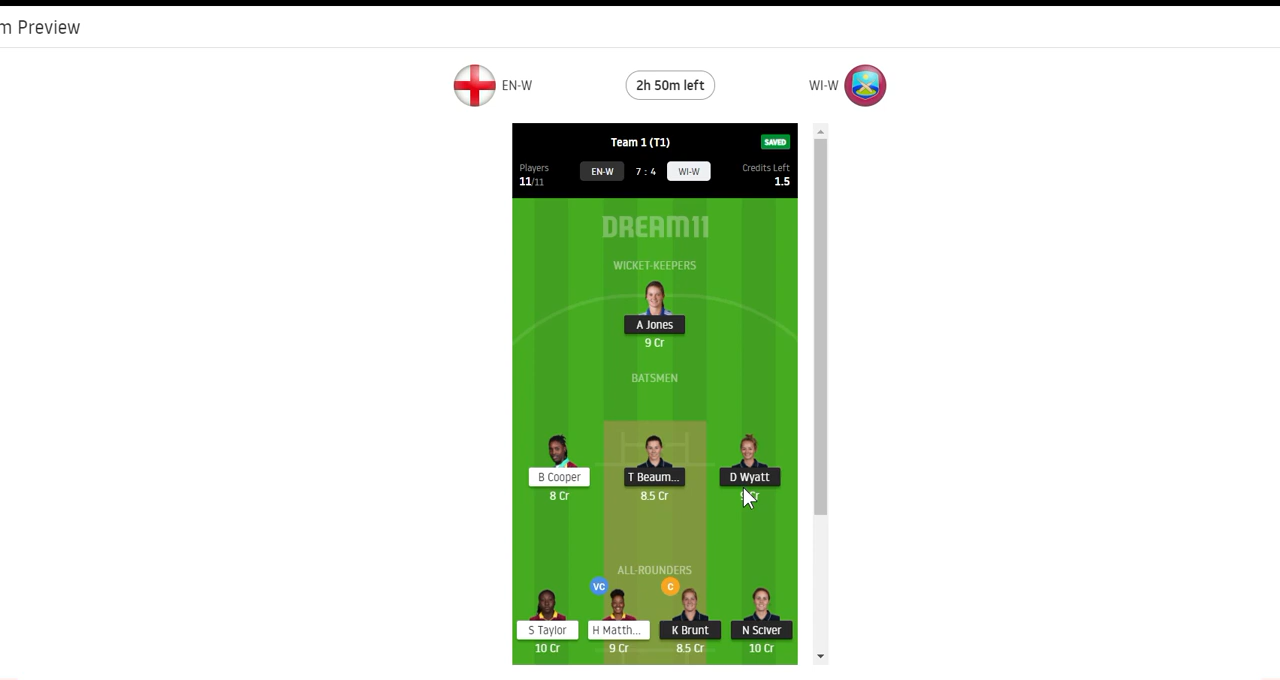 m Preview
EN-W
2h 50m left
WI-W
Team 1 (T1)
SAVED
Players
11/11
EN-W
7 : 4
WI-W
Credits Left
1.5
DREAM11
WICKET-KEEPERS
A Jones
9 Cr
BATSMEN
B Cooper
T Beaum...
D Wyatt
8 Cr
8.5 Cr
ALL-ROUNDERS
VC
C
S Taylor
H Matth...
K Brunt
N Sciver
10 Cr
9 Cr
8.5 Cr
10 Cr